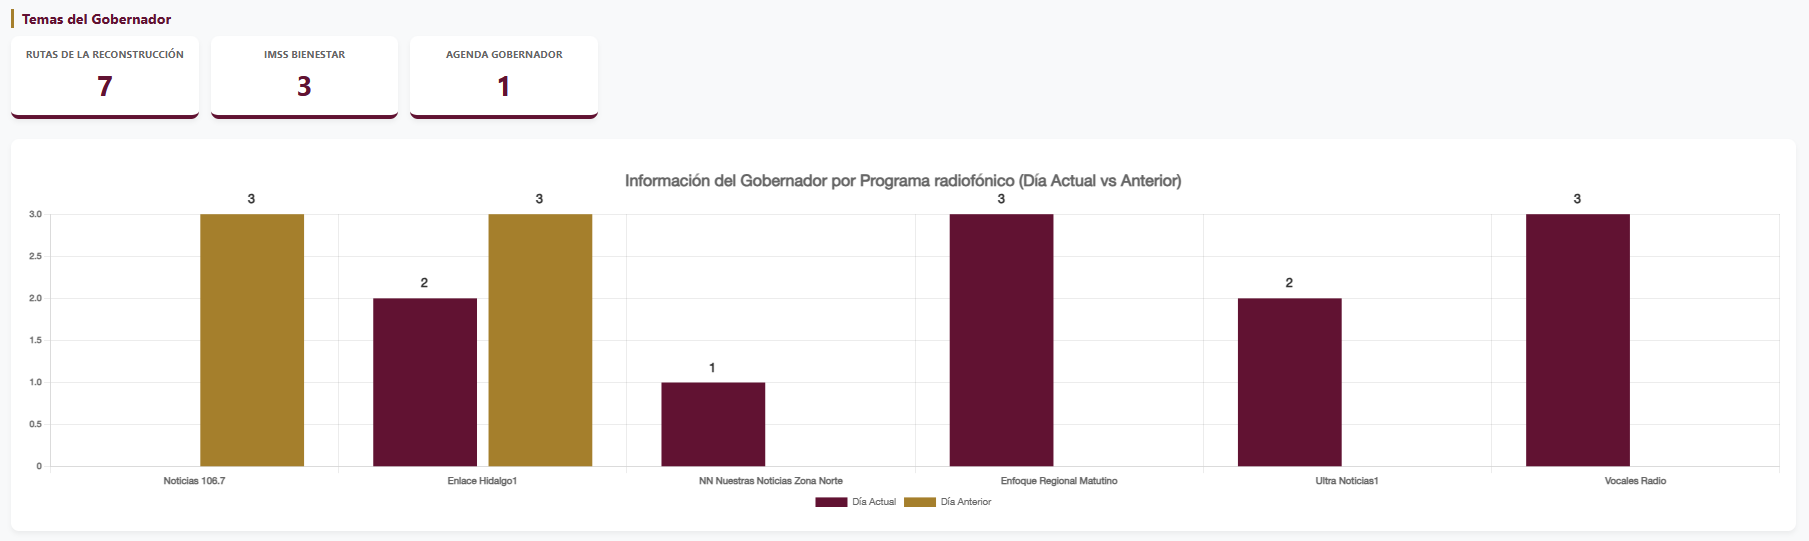 Temas del Gobernador
RUTAS DE LA RECONSTRUCCIÓN
7
IMSS BIENESTAR
3
AGENDA GOBERNADOR
1
Información del Gobernador por Programa radiofónico (Día Actual vs Anterior)
3.0
2.5
2.0
1.5
1.0
0.5
0
3
2
3
1
3
2
3
Noticias 106.7
Enlace Hidalgo1
NN Nuestras Noticias Zona Norte
Enfoque Regional Matutino
Ultra Noticias1
Vocales Radio
Día Actual
Día Anterior